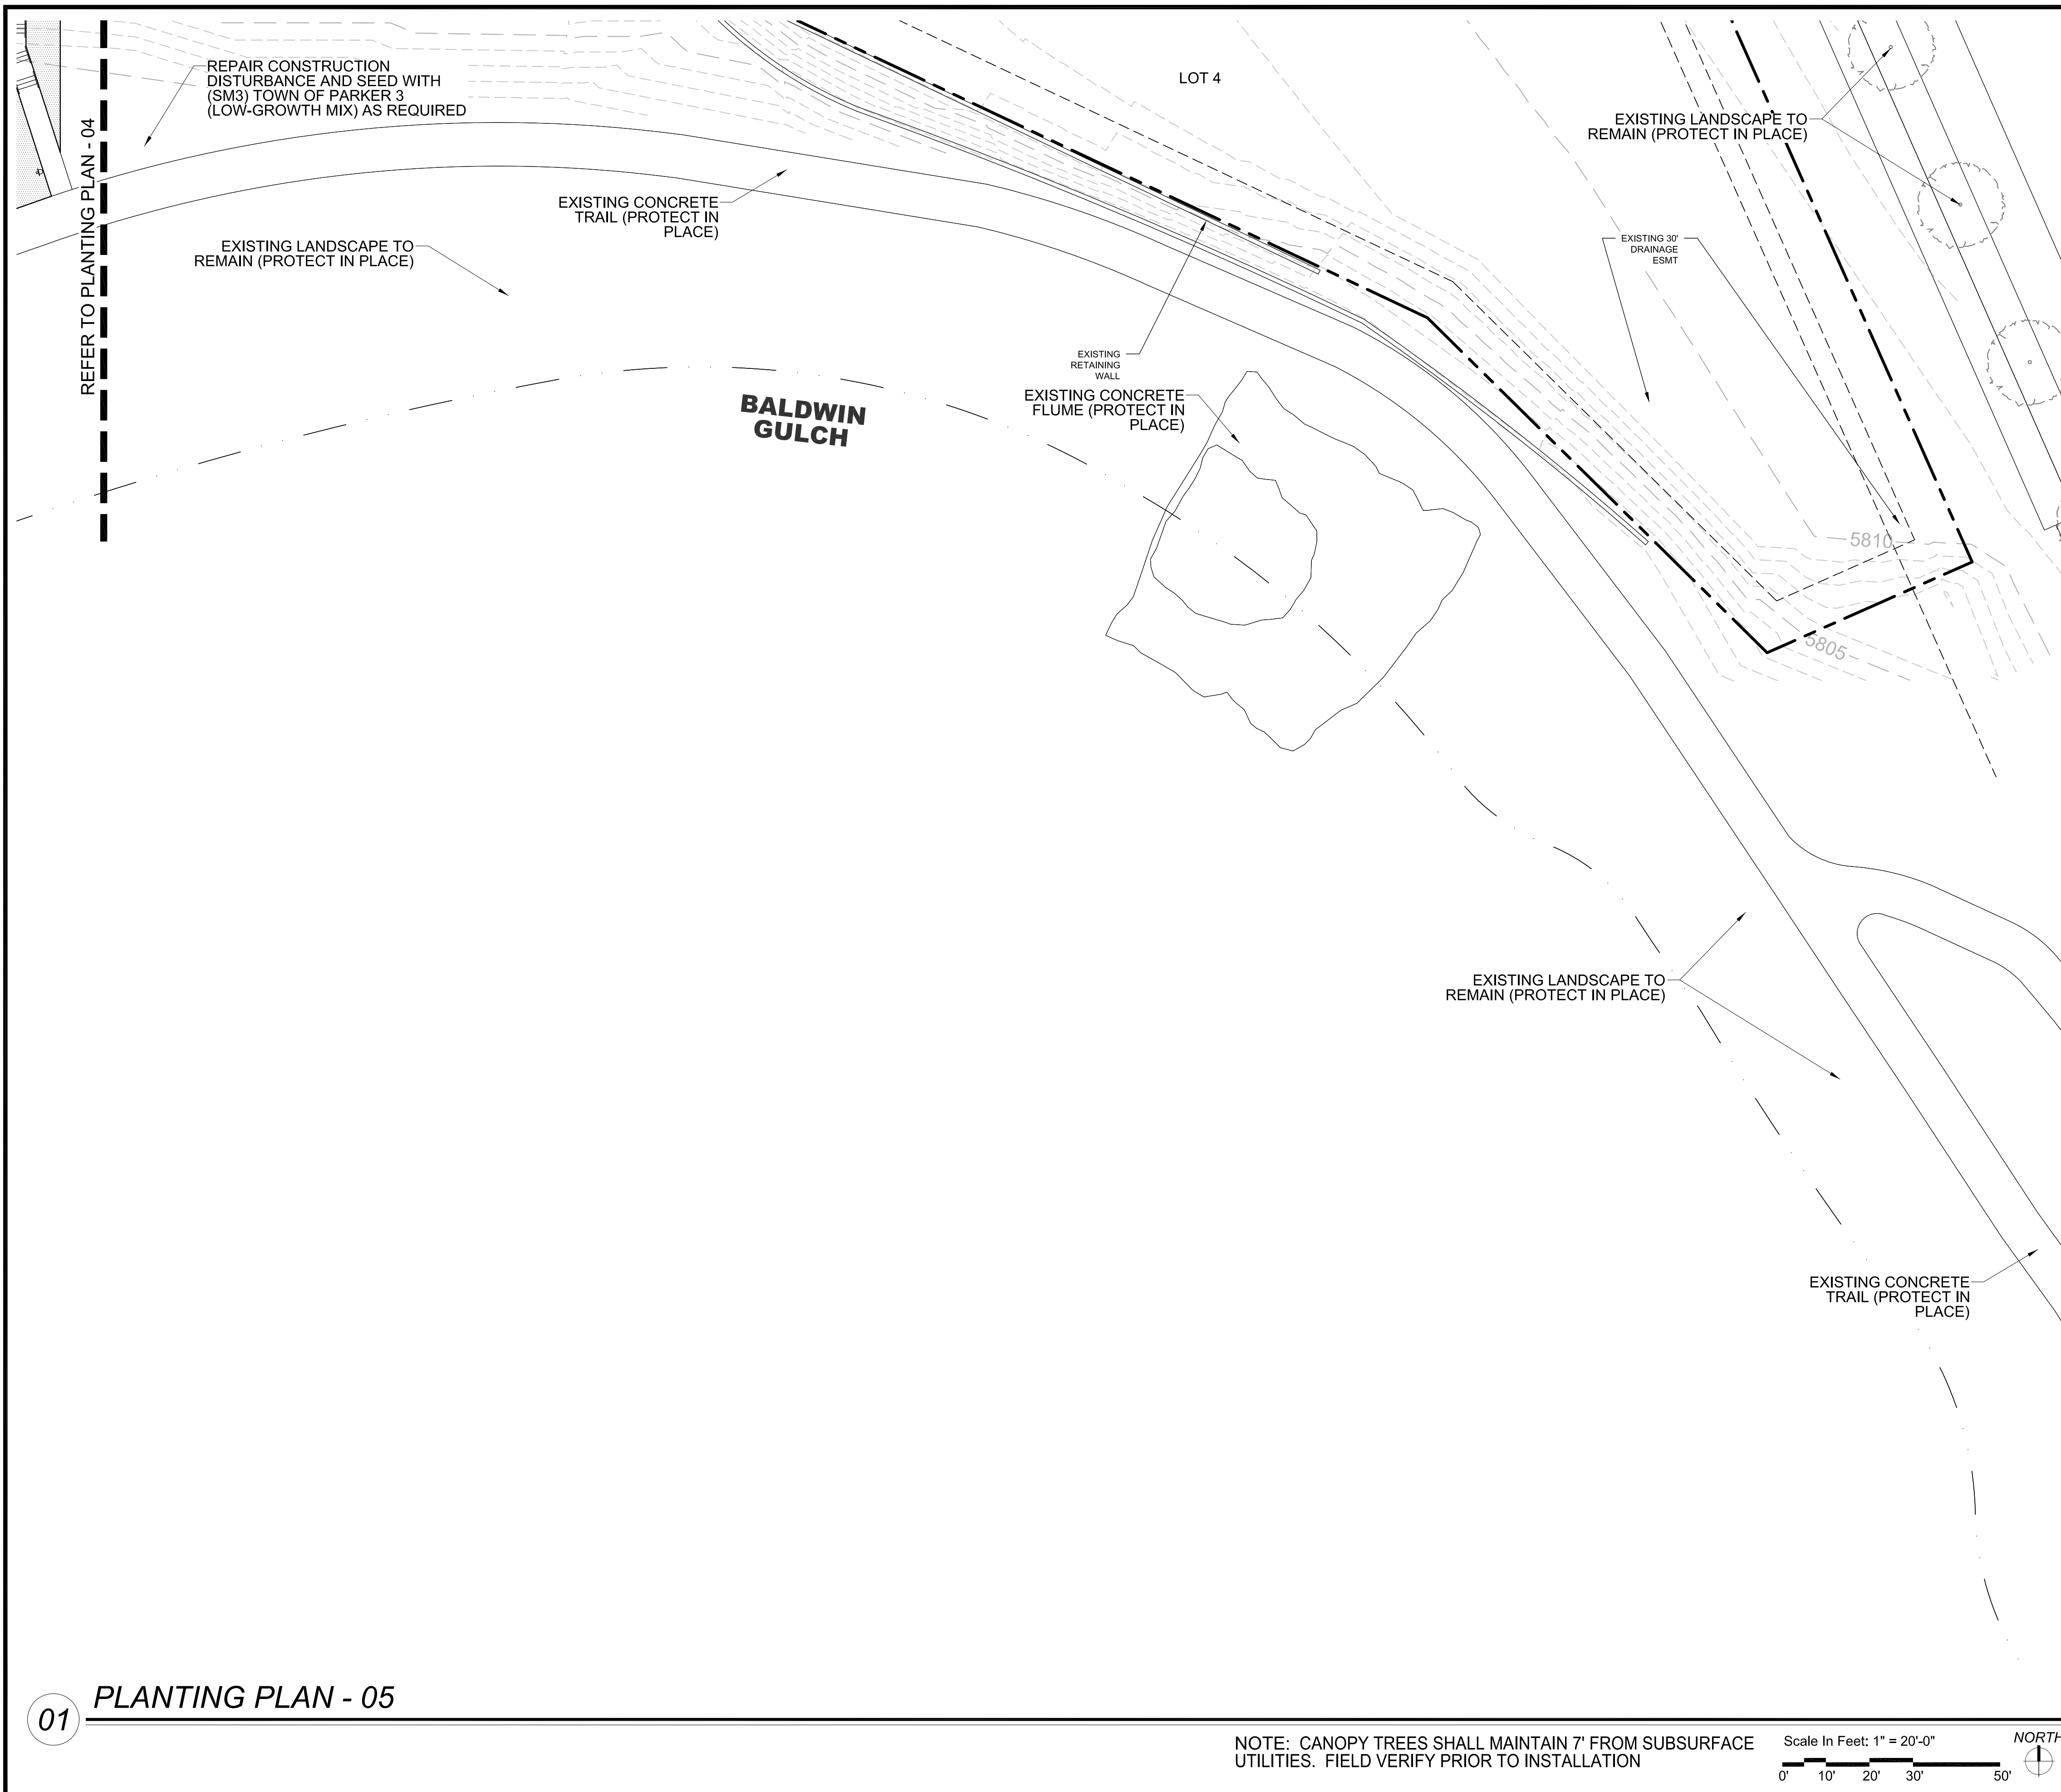 LOT 4
REPAIR CONSTRUCTION
DISTURBANCE AND SEED WITH
(SM3) TOWN OF PARKER 3
(LOW-GROWTH MIX) AS REQUIRED
EXISTING LANDSCAPE TO
REMAIN (PROTECT IN PLACE)
REFER TO PLANTING PLAN - 04
EXISTING CONCRETE
TRAIL (PROTECT IN
PLACE)
EXISTING LANDSCAPE TO
REMAIN (PROTECT IN PLACE)
EXISTING 30'
DRAINAGE
ESMT
EXISTING
RETAINING
WALL
EXISTING CONCRETE
FLUME (PROTECT IN
PLACE)
BALDWIN
GULCH
5810
5805
EXISTING LANDSCAPE TO
REMAIN (PROTECT IN PLACE)
EXISTING CONCRETE
TRAIL (PROTECT IN
PLACE)
01
PLANTING PLAN - 05
NOTE: CANOPY TREES SHALL MAINTAIN 7' FROM SUBSURFACE
UTILITIES. FIELD VERIFY PRIOR TO INSTALLATION
Scale In Feet: 1" = 20'-0"
0' 10' 20' 30' 50'
NORTH